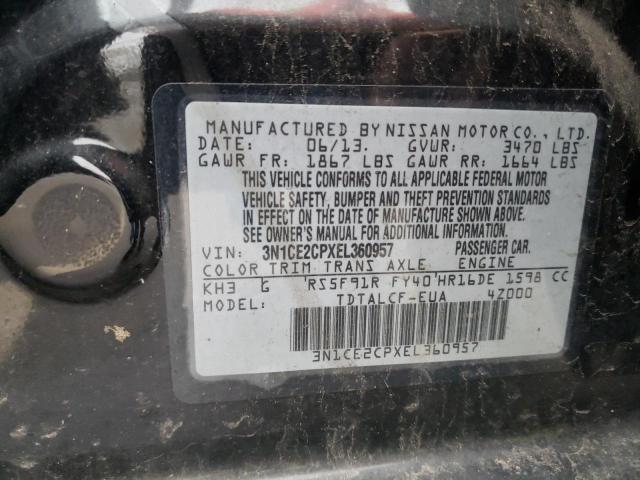 MANUFACTURED BY NISSAN MOTOR CO., LTD.
DATE: 06/13. GVWR: 3470 LBS
GAWR FR: 1867 LBS GAWR RR: 1664 LBS
THIS VEHICLE CONFORMS TO ALL APPLICABLE FEDERAL MOTOR
VEHICLE SAFETY, BUMPER AND THEFT PREVENTION STANDARDS
IN EFFECT ON THE DATE OF MANUFACTURE SHOWN ABOVE.
SEE OWNER'S MANUAL FOR ADDITIONAL INFORMATION.
VIN: 3N1CE2CPXEL360957 PASSENGER CAR.
COLOR TRIM TRANS AXLE ENGINE
KH3 G RS5F91R FY40 HR16DE 1598 CC
MODEL: TDTALCF-EUA 4Z000
3N1CE2CPXEL360957